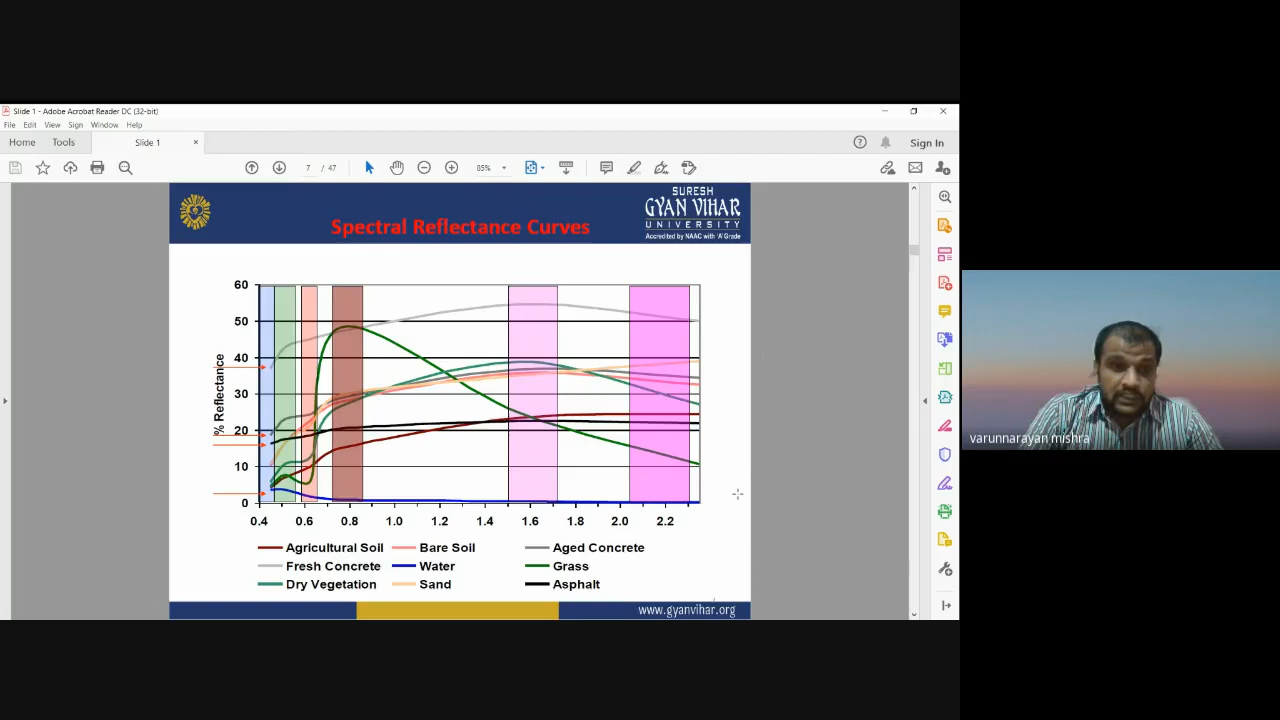 Slide 1 - Adobe Acrobat Reader DC (32-bit)
File Edit View Sign Window Help
Home Tools Slide 1 × Sign In
7 / 47 85%
SURESH
GYAN VIHAR
UNIVERSITY
Accredited by NAAC with 'A' Grade
Spectral Reflectance Curves
% Reflectance
60
50
40
30
20
10
0
0.4 0.6 0.8 1.0 1.2 1.4 1.6 1.8 2.0 2.2
Agricultural Soil Bare Soil Aged Concrete
Fresh Concrete Water Grass
Dry Vegetation Sand Asphalt
www.gyanvihar.org
varunnarayan mishra